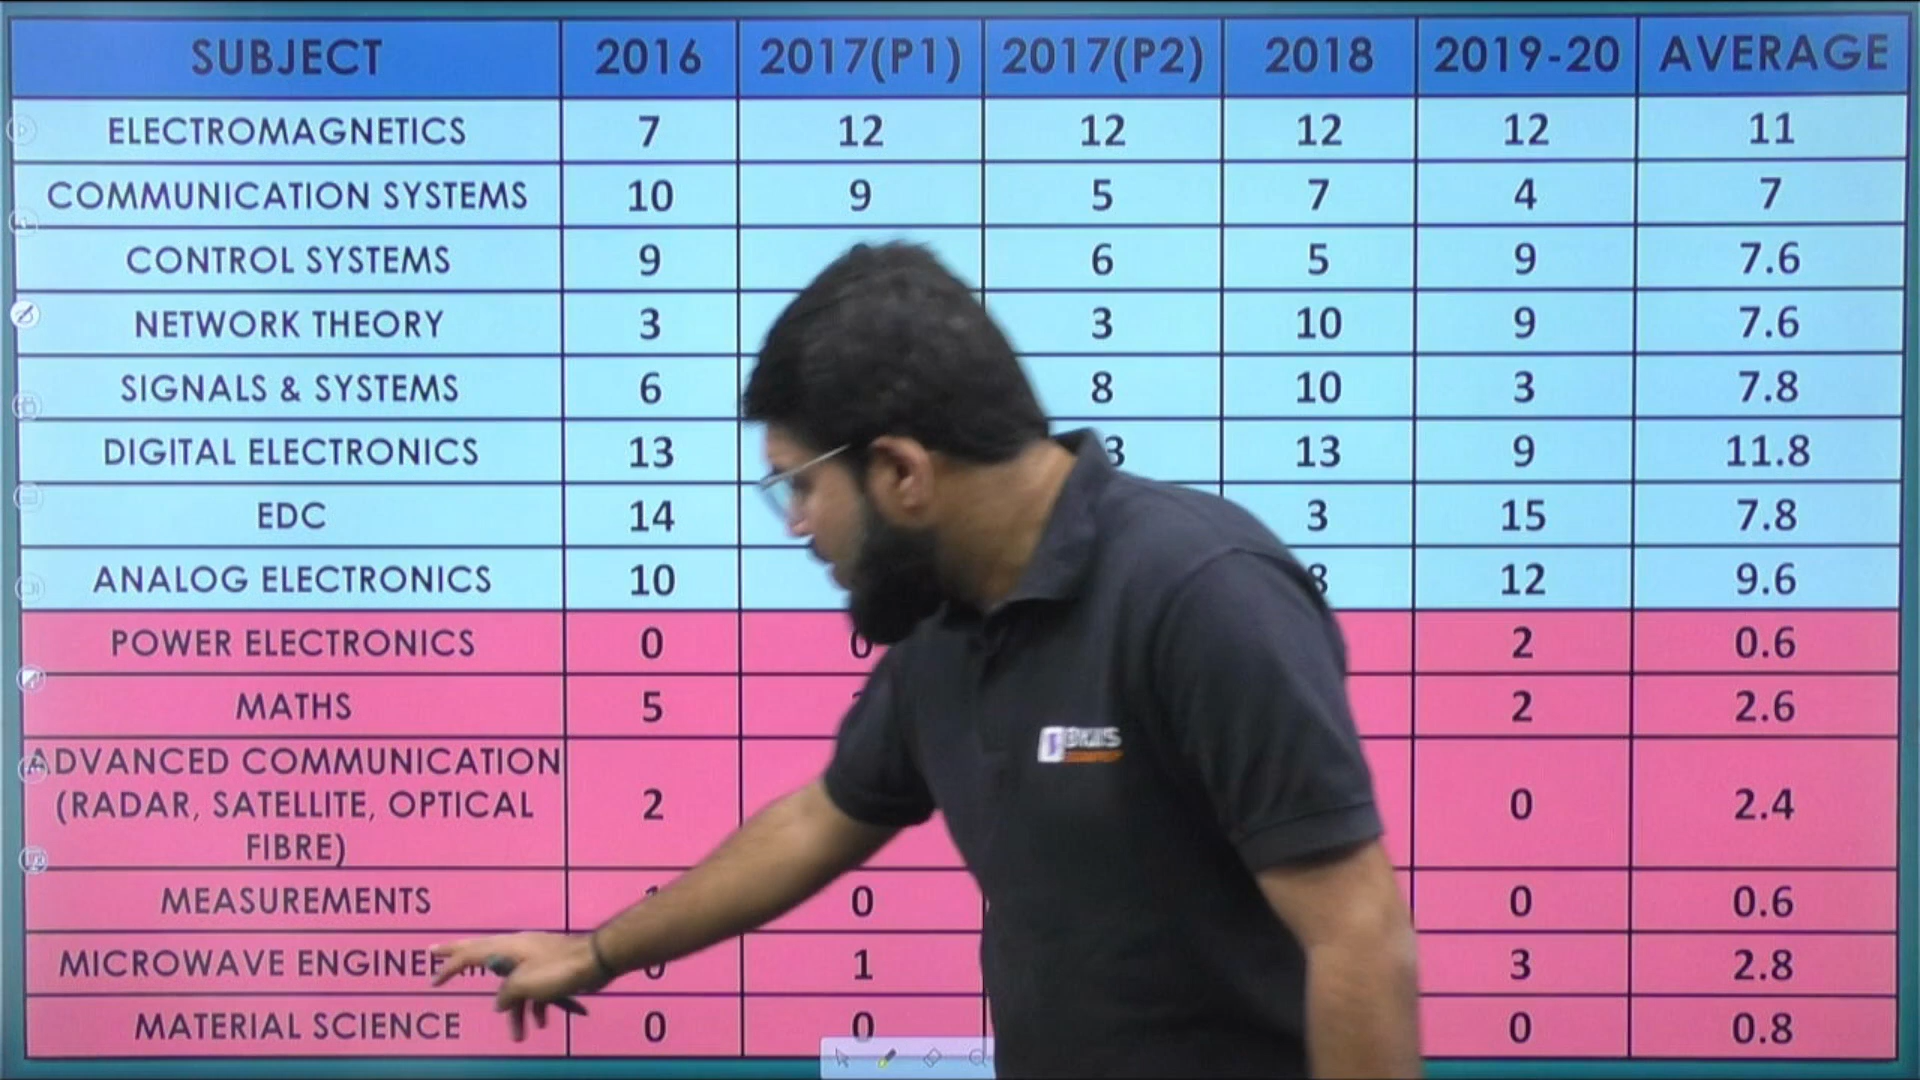 SUBJECT 2016 2017(P1) 2017(P2) 2018 2019-20 AVERAGE
ELECTROMAGNETICS 7 12 12 12 12 11
COMMUNICATION SYSTEMS 10 9 5 7 4 7
CONTROL SYSTEMS 9 6 5 9 7.6
NETWORK THEORY 3 3 10 9 7.6
SIGNALS & SYSTEMS 6 8 10 3 7.8
DIGITAL ELECTRONICS 13 13 9 11.8
EDC 14 3 15 7.8
ANALOG ELECTRONICS 10 12 9.6
POWER ELECTRONICS 0 0 2 0.6
MATHS 5 2 2.6
ADVANCED COMMUNICATION
(RADAR, SATELLITE, OPTICAL 2 0 2.4
FIBRE)
MEASUREMENTS 0 0 0.6
MICROWAVE 1 3 2.8
MATERIAL SCIENCE 0 0 0 0.8